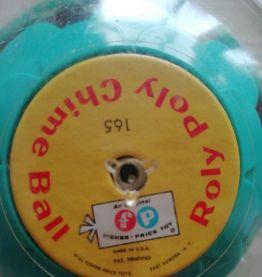 Roly Poly Chime Ball
165
An Original
fp
FISHER-PRICE TOY
MADE IN U.S.A.
PAT. PENDING
FISHER PRICE TOYS, EAST AURORA, N.Y.